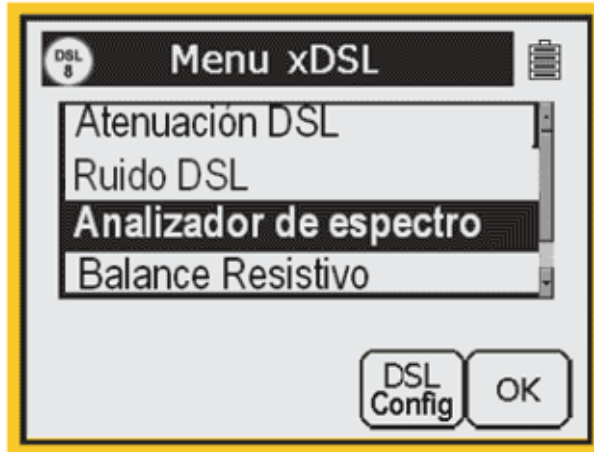 DSL
8
Menu xDSL
Atenuación DSL
Ruido DSL
Analizador de espectro
Balance Resistivo
DSL
Config
OK